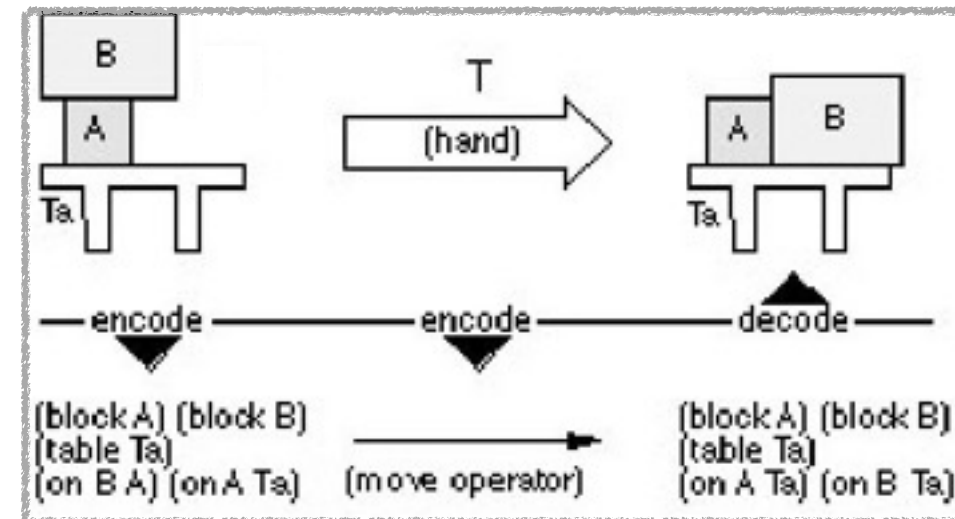 B
A
Ta
T
(hand)
A
B
Ta
encode
encode
decode
(block A) (block B)
(table Ta)
(on B A) (on A Ta)
(move operator)
(block A) (block B)
(table Ta)
(on A Ta) (on B Ta)